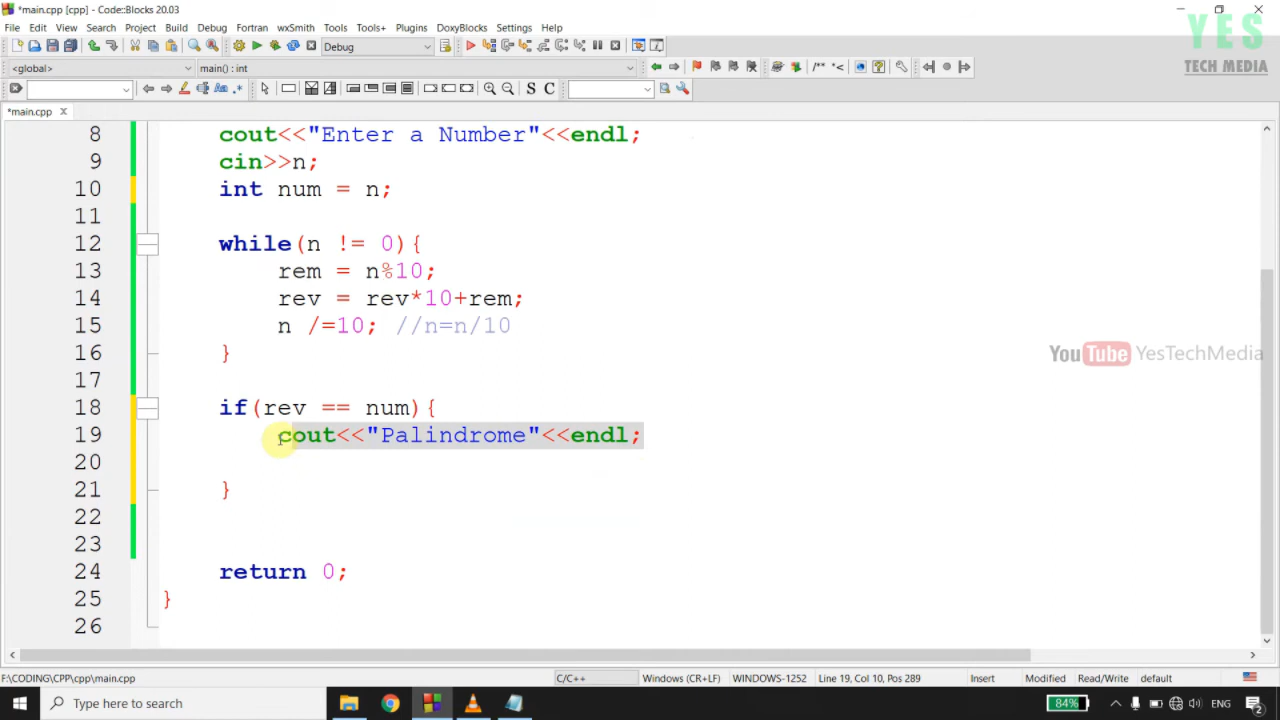 *main.cpp [cpp] - Code::Blocks 20.03
File Edit View Search Project Build Debug Fortran wxSmith Tools Tools+ Plugins DoxyBlocks Settings Help
Debug
<global> main() : int
/** *<
S C
*main.cpp
YES
TECH MEDIA
8 cout<<"Enter a Number"<<endl;
9 cin>>n;
10 int num = n;
11
12 while(n != 0){
13 rem = n%10;
14 rev = rev*10+rem;
15 n /=10; //n=n/10
16 }
17
18 if(rev == num){
19 cout<<"Palindrome"<<endl;
20
21 }
22
23
24 return 0;
25 }
26
YouTube YesTechMedia
F:\CODING\CPP\cpp\main.cpp C/C++ Windows (CR+LF) WINDOWS-1252 Line 19, Col 10, Pos 289 Insert Modified Read/Write default
Type here to search 84% ENG 2